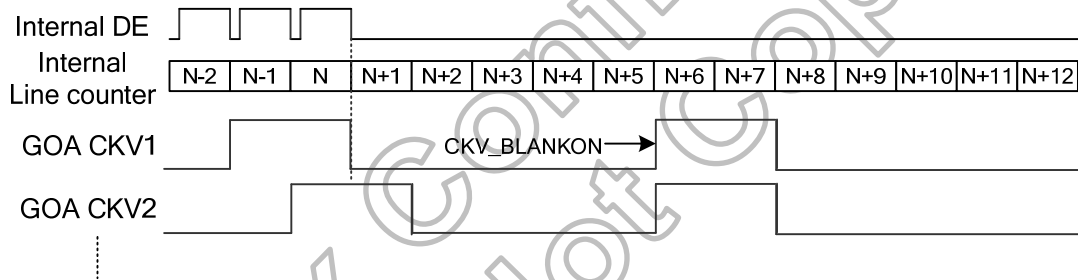 Internal DE
Internal
Line counter
N-2 N-1 N N+1 N+2 N+3 N+4 N+5 N+6 N+7 N+8 N+9 N+10 N+11 N+12
GOA CKV1
CKV_BLANKON
GOA CKV2